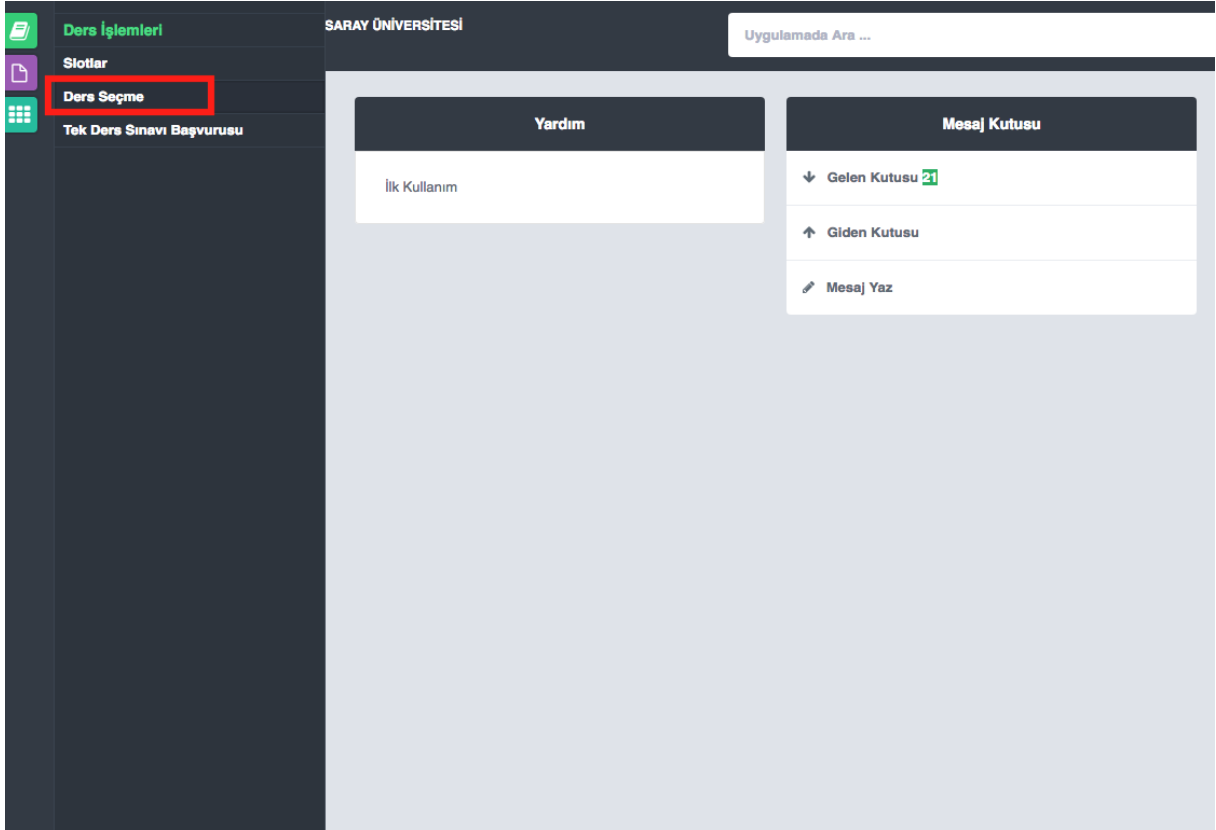 Ders İşlemleri
Slotlar
Ders Seçme
Tek Ders Sınavı Başvurusu
SARAY ÜNİVERSİTESİ
Uygulamada Ara ...
Yardım
İlk Kullanım
Mesaj Kutusu
Gelen Kutusu 21
Giden Kutusu
Mesaj Yaz